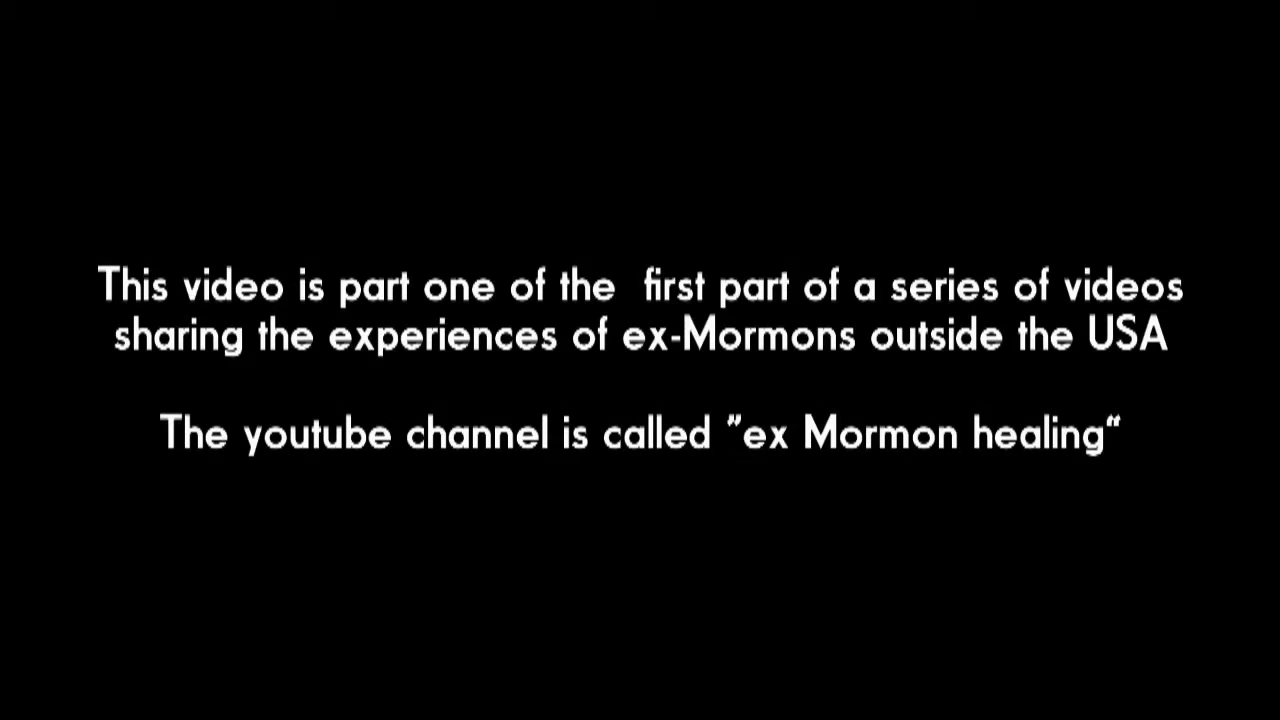 This video is part one of the  first part of a series of videos
sharing the experiences of ex-Mormons outside the USA
The youtube channel is called "ex Mormon healing"